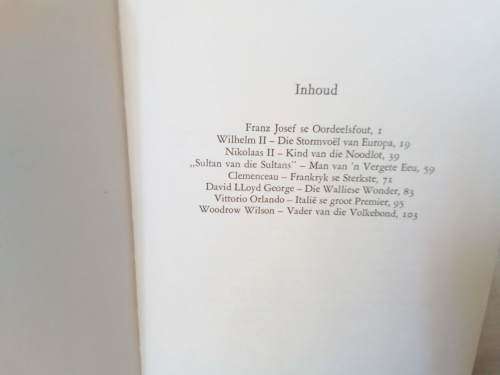 Inhoud
Franz Josef se Oordeelsfout, 1
Wilhelm II – Die Stormvoël van Europa, 19
Nikolaas II – Kind van die Noodlot, 39
„Sultan van die Sultans” – Man van 'n Vergete Eeu, 59
Clemenceau – Frankryk se Sterkste, 71
David LLoyd George – Die Walliese Wonder, 83
Vittorio Orlando – Italië se groot Premier, 95
Woodrow Wilson – Vader van die Volkebond, 103